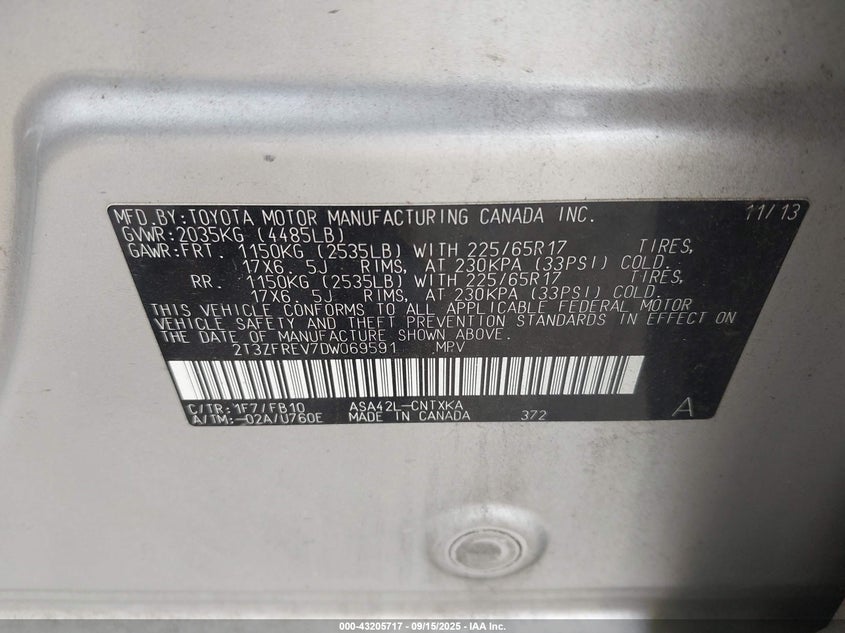 MFD.BY:TOYOTA MOTOR MANUFACTURING CANADA INC. 11/13
GVWR:2035KG (4485LB)
GAWR:FRT. 1150KG (2535LB) WITH 225/65R17 TIRES,
17X6. 5J RIMS, AT 230KPA (33PSI) COLD.
RR. 1150KG (2535LB) WITH 225/65R17 TIRES,
17X6. 5J RIMS, AT 230KPA (33PSI) COLD.
THIS VEHICLE CONFORMS TO ALL APPLICABLE FEDERAL MOTOR
VEHICLE SAFETY AND THEFT PREVENTION STANDARDS IN EFFECT ON
THE DATE OF MANUFACTURE SHOWN ABOVE.
2T3ZFREV7DW069591 MPV
C/TR:1F7/FB10 ASA42L-CNTXKA
A/TM:-02A/U760E MADE IN CANADA 372 A
000-43205717 - 09/15/2025 - IAA Inc.